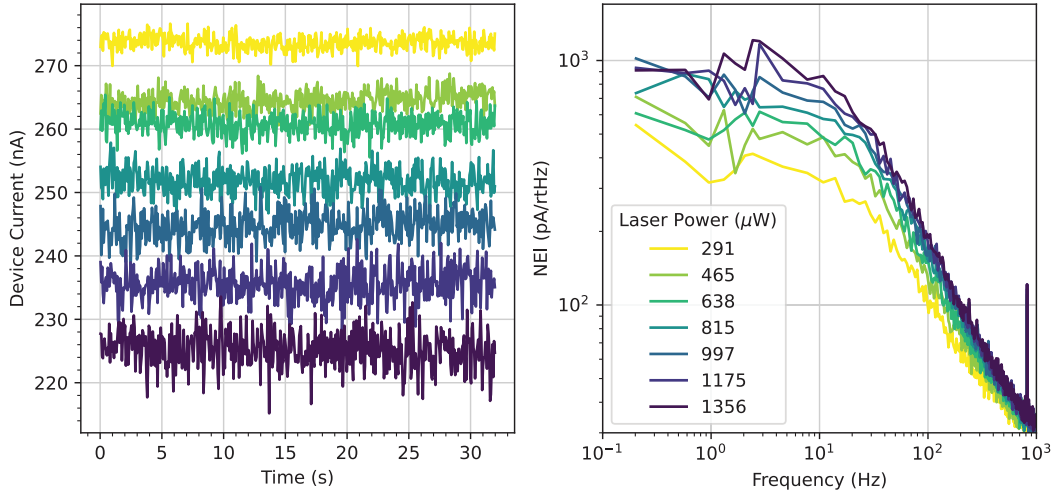 270
260
250
240
230
220
Device Current (nA)
0 5 10 15 20 25 30
Time (s)
10³
10²
NEI (pA/rtHz)
Laser Power (μW)
291
465
638
815
997
1175
1356
10⁻¹ 10⁰ 10¹ 10² 10³
Frequency (Hz)